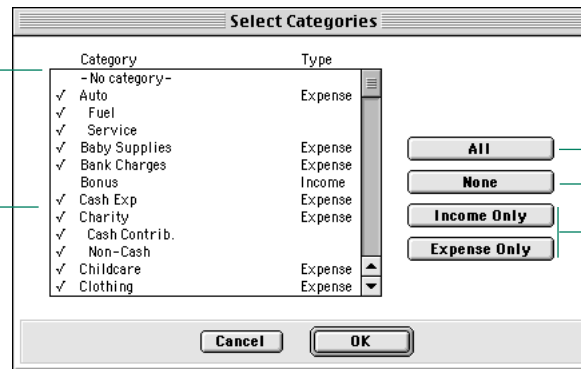 Select Categories
Category Type
-No category-
✓ Auto Expense
✓ Fuel
✓ Service
✓ Baby Supplies Expense
✓ Bank Charges Expense
Bonus Income
✓ Cash Exp Expense
✓ Charity Expense
✓ Cash Contrib.
✓ Non-Cash
✓ Childcare Expense
✓ Clothing Expense
All
None
Income Only
Expense Only
Cancel OK